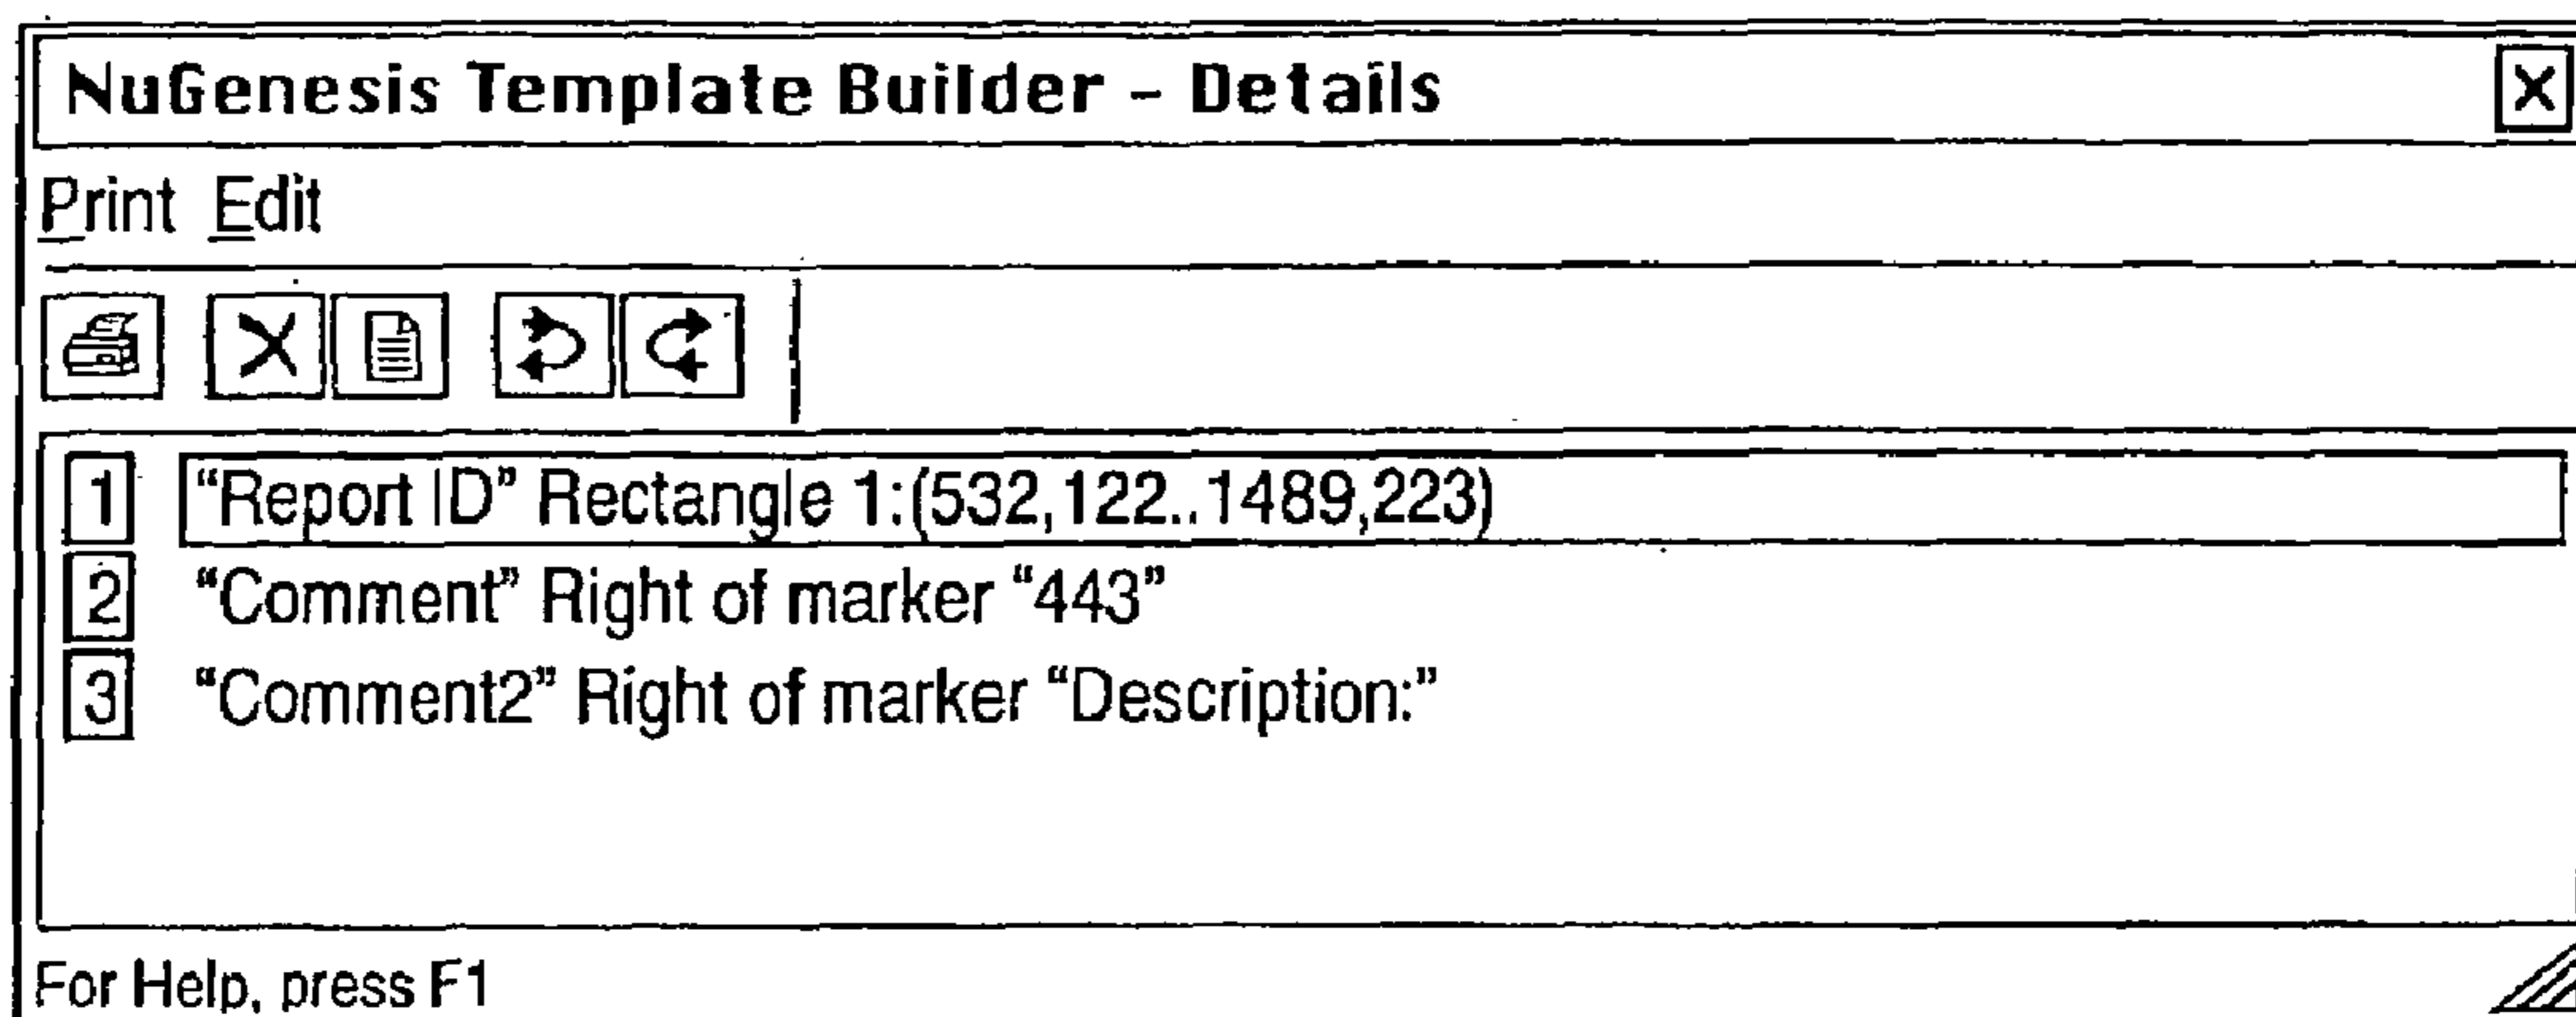 NuGenesis Template Builder - Details
Print Edit
1 “Report ID” Rectangle 1:(532,122..1489,223)
2 “Comment” Right of marker “443”
3 “Comment2” Right of marker “Description:”
For Help, press F1